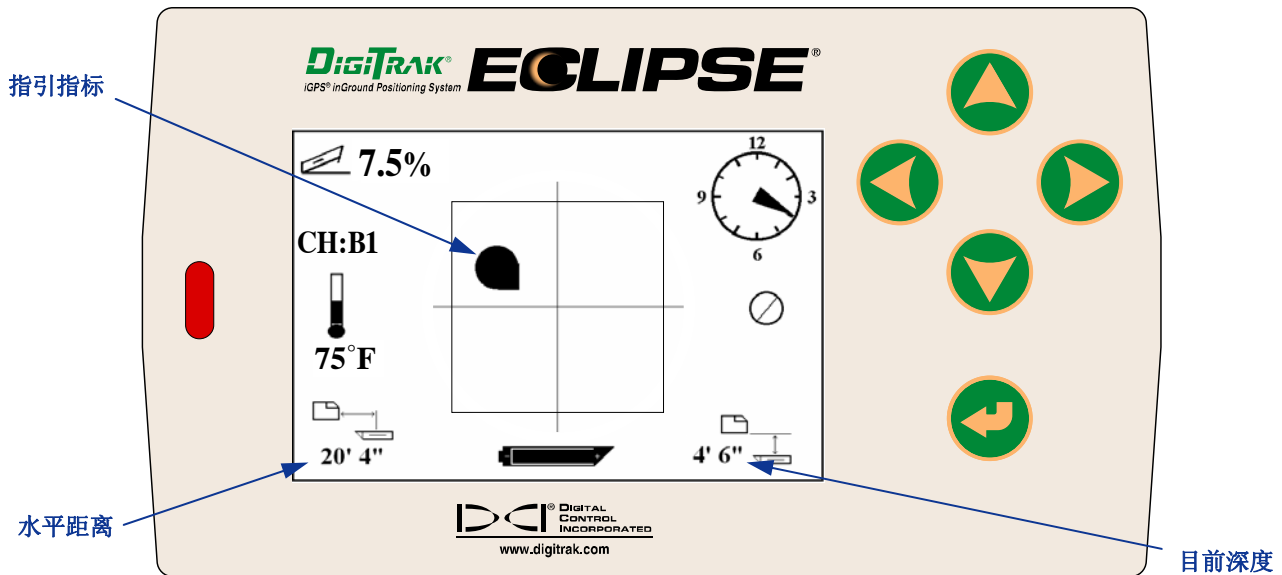 DIGITRAK®
iGPS® inGround Positioning System
ECLIPSE®
指引指标
7.5%
12
3
6
9
CH:B1
75°F
20' 4"
4' 6"
水平距离
目前深度
DCI® DIGITAL
CONTROL
INCORPORATED
www.digitrak.com